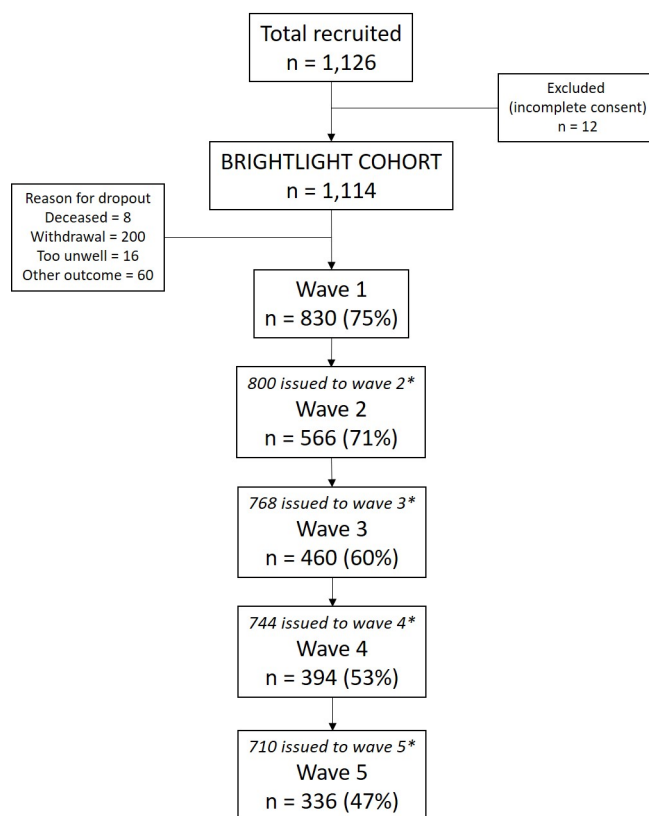 Total recruited
n = 1,126
Excluded
(incomplete consent)
n = 12
BRIGHTLIGHT COHORT
n = 1,114
Reason for dropout
Deceased = 8
Withdrawal = 200
Too unwell = 16
Other outcome = 60
Wave 1
n = 830 (75%)
800 issued to wave 2*
Wave 2
n = 566 (71%)
768 issued to wave 3*
Wave 3
n = 460 (60%)
744 issued to wave 4*
Wave 4
n = 394 (53%)
710 issued to wave 5*
Wave 5
n = 336 (47%)